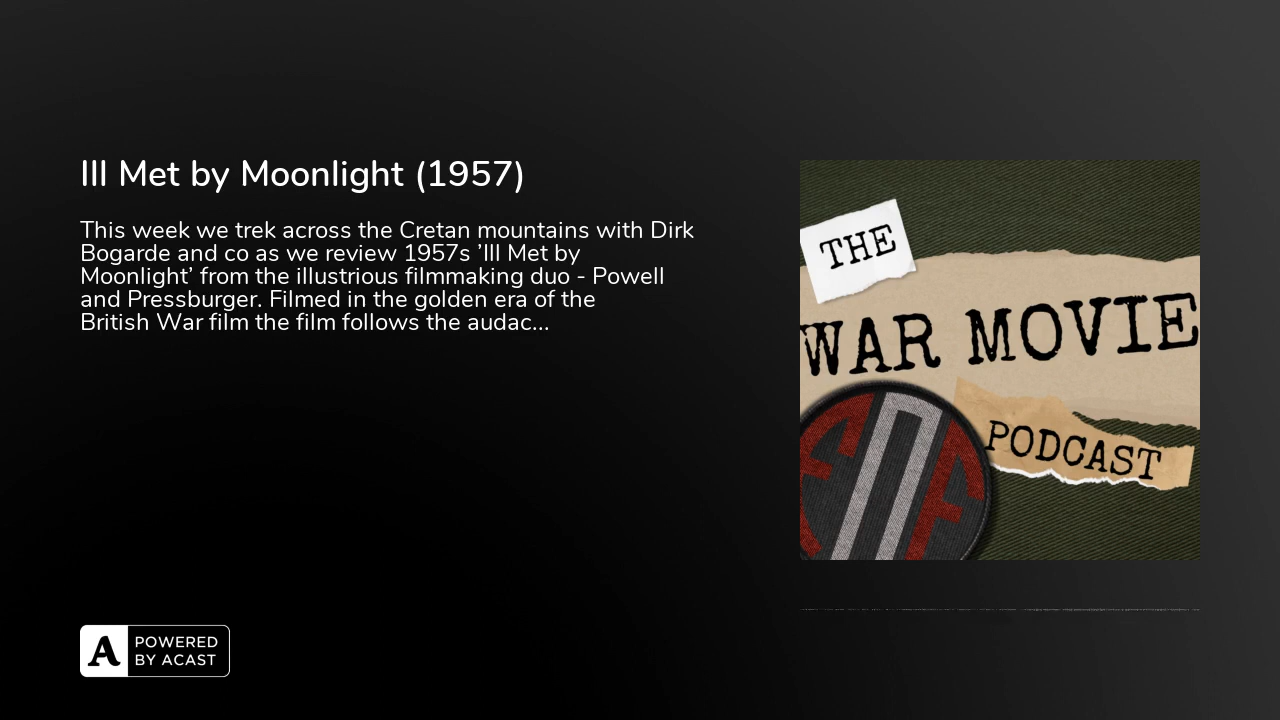 Ill Met by Moonlight (1957)
This week we trek across the Cretan mountains with Dirk
Bogarde and co as we review 1957s ’Ill Met by
Moonlight’ from the illustrious filmmaking duo - Powell
and Pressburger. Filmed in the golden era of the
British War film the film follows the audac...
THE
WAR MOVIE
PODCAST
A POWERED
BY ACAST